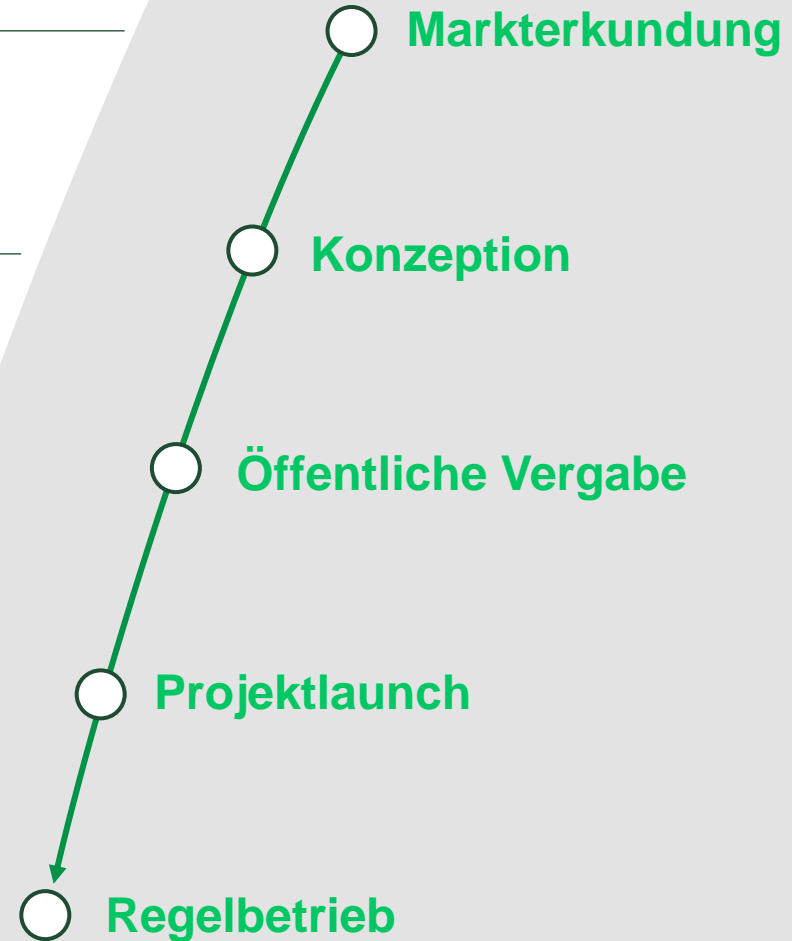 Markterkundung
Konzeption
Öffentliche Vergabe
Projektlaunch
Regelbetrieb